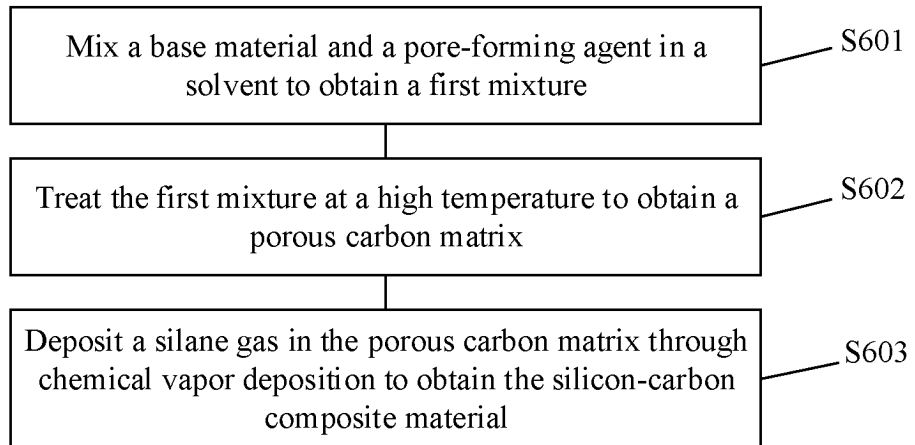 Mix a base material and a pore-forming agent in a
solvent to obtain a first mixture
S601
Treat the first mixture at a high temperature to obtain a
porous carbon matrix
S602
Deposit a silane gas in the porous carbon matrix through
chemical vapor deposition to obtain the silicon-carbon
composite material
S603